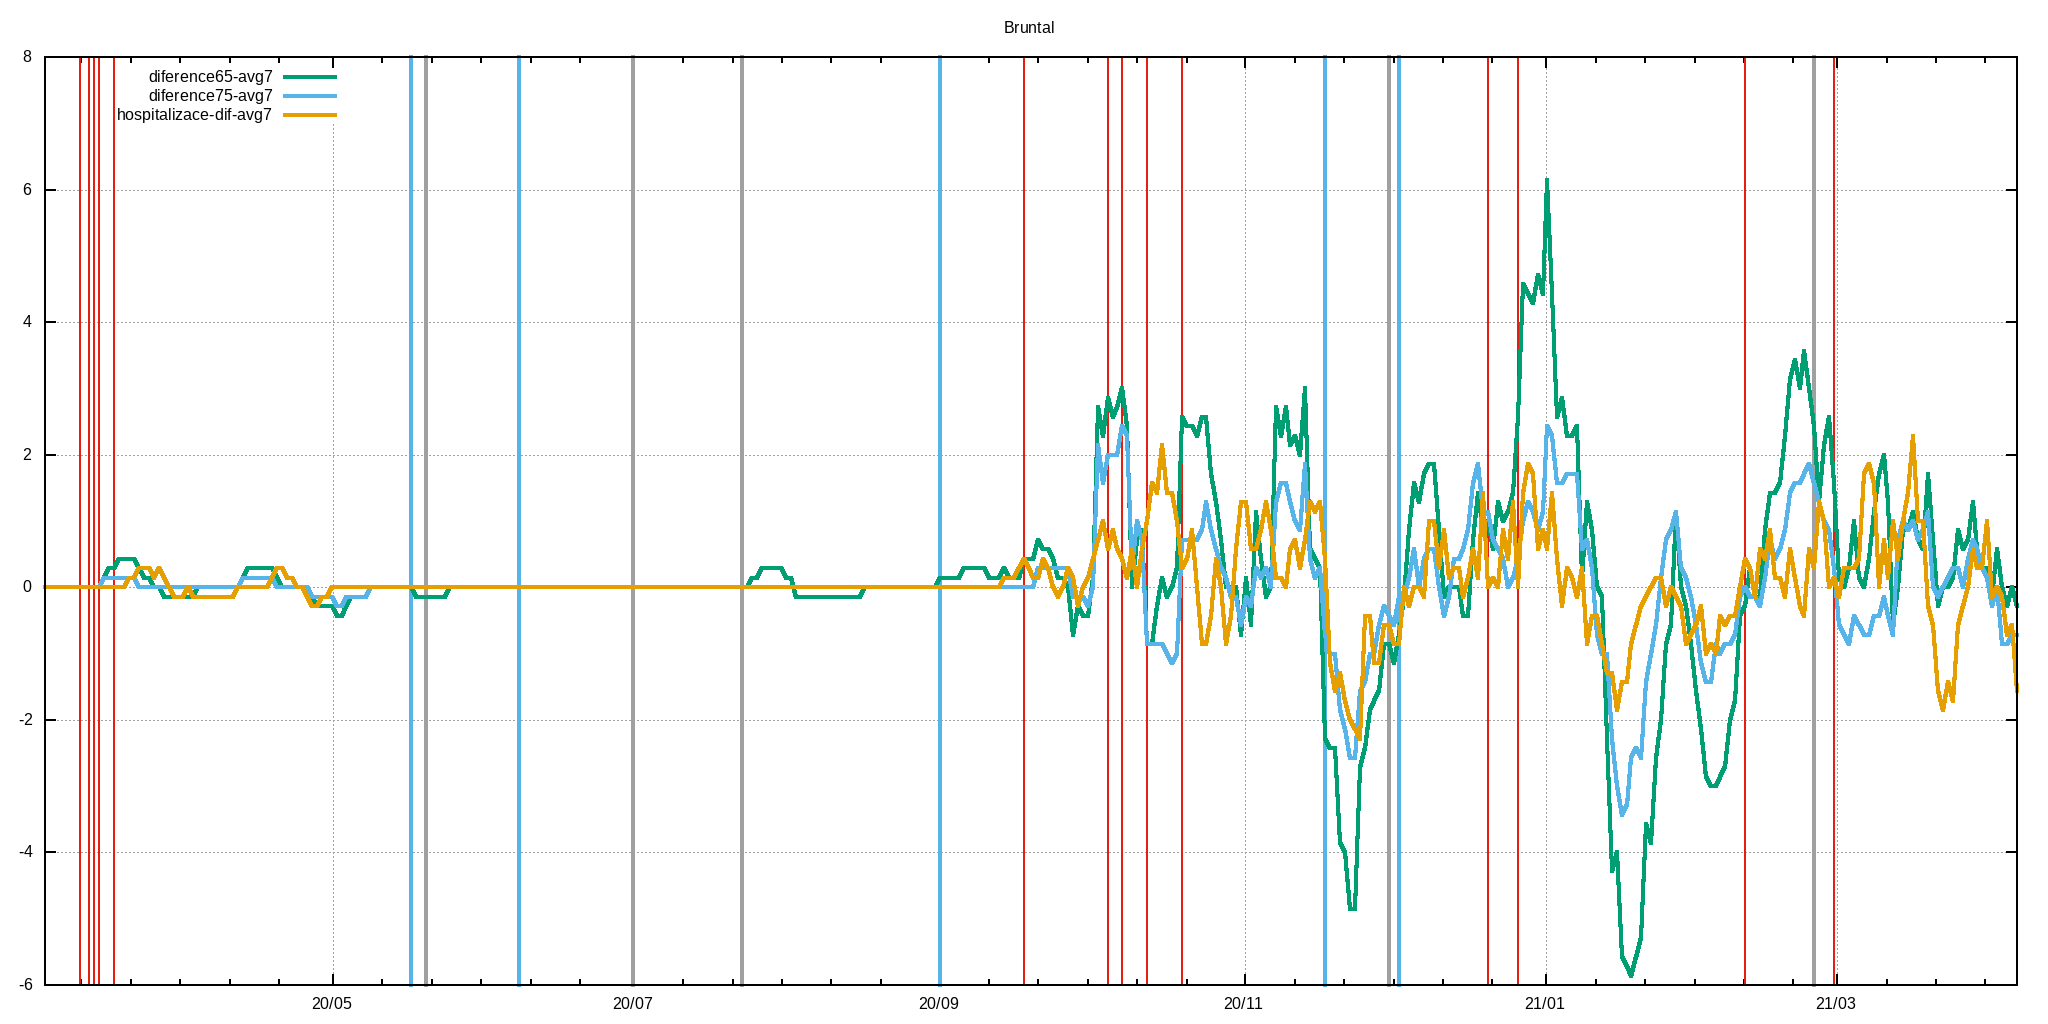 Bruntal
8
diference65-avg7
diference75-avg7
hospitalizace-dif-avg7
6
4
2
0
-2
-4
-6
20/05 20/07 20/09 20/11 21/01 21/03